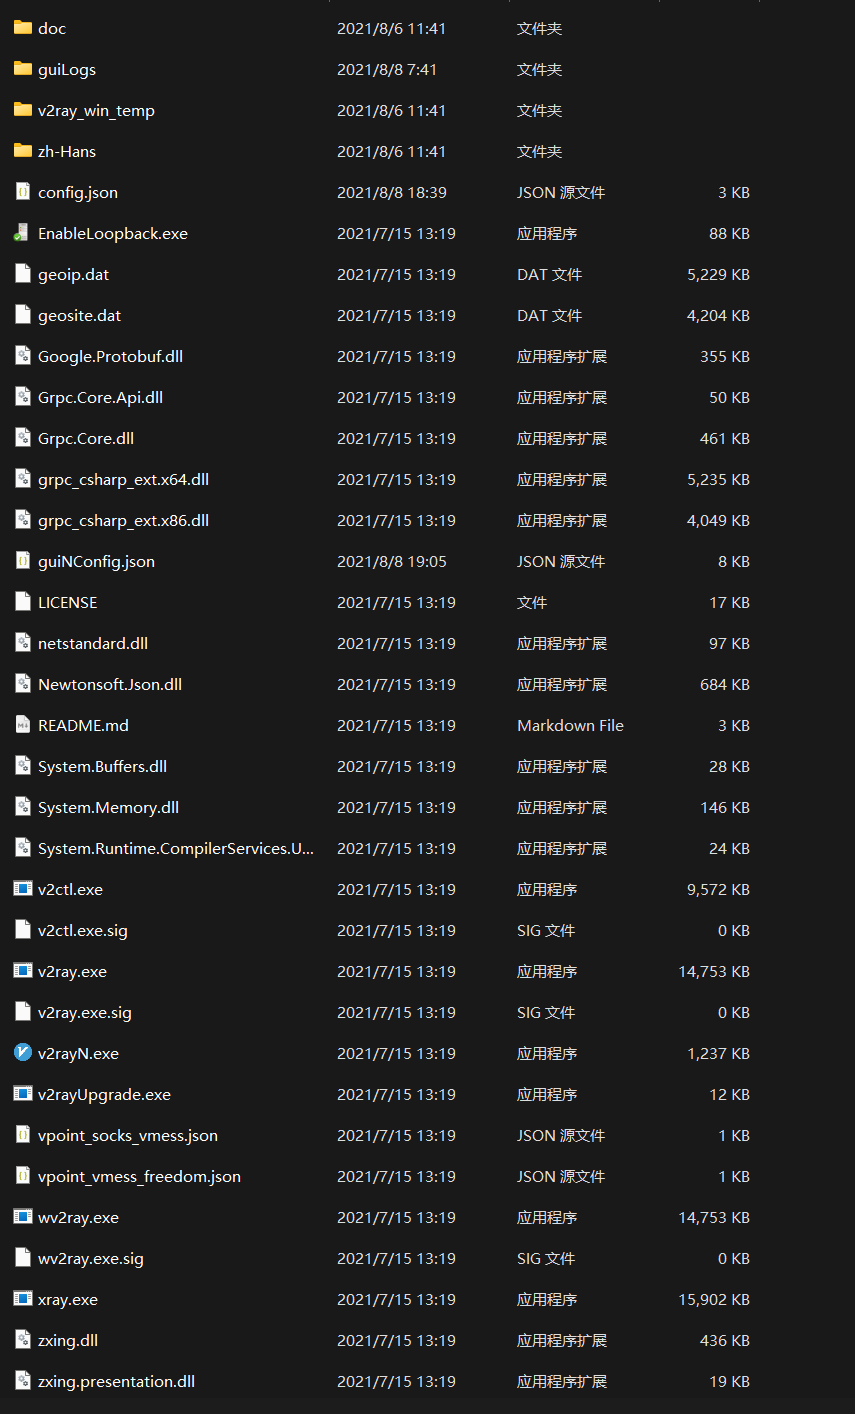 doc 2021/8/6 11:41 文件夹
guiLogs 2021/8/8 7:41 文件夹
v2ray_win_temp 2021/8/6 11:41 文件夹
zh-Hans 2021/8/6 11:41 文件夹
config.json 2021/8/8 18:39 JSON 源文件 3 KB
EnableLoopback.exe 2021/7/15 13:19 应用程序 88 KB
geoip.dat 2021/7/15 13:19 DAT 文件 5,229 KB
geosite.dat 2021/7/15 13:19 DAT 文件 4,204 KB
Google.Protobuf.dll 2021/7/15 13:19 应用程序扩展 355 KB
Grpc.Core.Api.dll 2021/7/15 13:19 应用程序扩展 50 KB
Grpc.Core.dll 2021/7/15 13:19 应用程序扩展 461 KB
grpc_csharp_ext.x64.dll 2021/7/15 13:19 应用程序扩展 5,235 KB
grpc_csharp_ext.x86.dll 2021/7/15 13:19 应用程序扩展 4,049 KB
guiNConfig.json 2021/8/8 19:05 JSON 源文件 8 KB
LICENSE 2021/7/15 13:19 文件 17 KB
netstandard.dll 2021/7/15 13:19 应用程序扩展 97 KB
Newtonsoft.Json.dll 2021/7/15 13:19 应用程序扩展 684 KB
README.md 2021/7/15 13:19 Markdown File 3 KB
System.Buffers.dll 2021/7/15 13:19 应用程序扩展 28 KB
System.Memory.dll 2021/7/15 13:19 应用程序扩展 146 KB
System.Runtime.CompilerServices.U... 2021/7/15 13:19 应用程序扩展 24 KB
v2ctl.exe 2021/7/15 13:19 应用程序 9,572 KB
v2ctl.exe.sig 2021/7/15 13:19 SIG 文件 0 KB
v2ray.exe 2021/7/15 13:19 应用程序 14,753 KB
v2ray.exe.sig 2021/7/15 13:19 SIG 文件 0 KB
v2rayN.exe 2021/7/15 13:19 应用程序 1,237 KB
v2rayUpgrade.exe 2021/7/15 13:19 应用程序 12 KB
vpoint_socks_vmess.json 2021/7/15 13:19 JSON 源文件 1 KB
vpoint_vmess_freedom.json 2021/7/15 13:19 JSON 源文件 1 KB
wv2ray.exe 2021/7/15 13:19 应用程序 14,753 KB
wv2ray.exe.sig 2021/7/15 13:19 SIG 文件 0 KB
xray.exe 2021/7/15 13:19 应用程序 15,902 KB
zxing.dll 2021/7/15 13:19 应用程序扩展 436 KB
zxing.presentation.dll 2021/7/15 13:19 应用程序扩展 19 KB